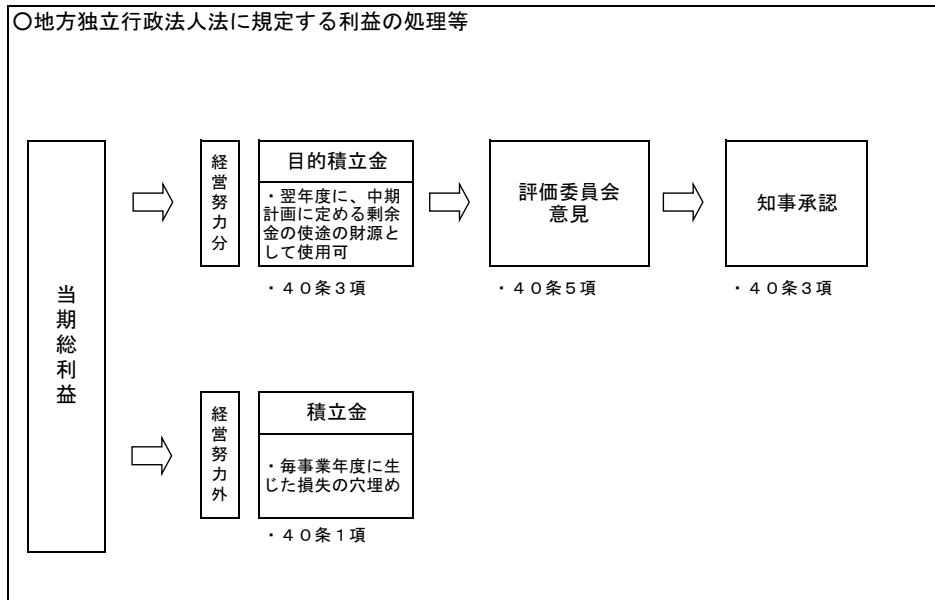 〇地方独立行政法人法に規定する利益の処理等
当期総利益
経営努力分
目的積立金
・翌年度に、中期
計画に定める剰余
金の使途の財源と
して使用可
・４０条３項
評価委員会
意見
・４０条５項
知事承認
・４０条３項
経営努力外
積立金
・毎事業年度に生
じた損失の穴埋め
・４０条１項